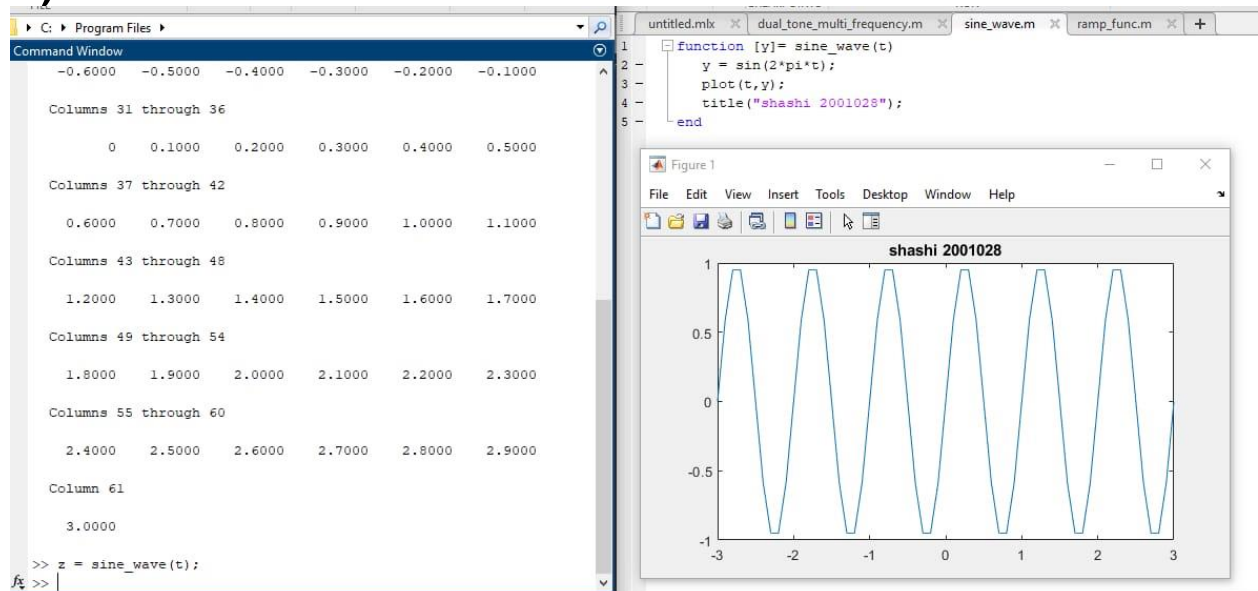 C: ▸ Program Files ▸
Command Window
-0.6000 -0.5000 -0.4000 -0.3000 -0.2000 -0.1000
Columns 31 through 36
0 0.1000 0.2000 0.3000 0.4000 0.5000
Columns 37 through 42
0.6000 0.7000 0.8000 0.9000 1.0000 1.1000
Columns 43 through 48
1.2000 1.3000 1.4000 1.5000 1.6000 1.7000
Columns 49 through 54
1.8000 1.9000 2.0000 2.1000 2.2000 2.3000
Columns 55 through 60
2.4000 2.5000 2.6000 2.7000 2.8000 2.9000
Column 61
3.0000
>> z = sine_wave(t);
fx >>
untitled.mlx dual_tone_multi_frequency.m sine_wave.m ramp_func.m +
1 function [y]= sine_wave(t)
2 - y = sin(2*pi*t);
3 - plot(t,y);
4 - title("shashi 2001028");
5 - end
Figure 1
File Edit View Insert Tools Desktop Window Help
shashi 2001028
1
0.5
0
-0.5
-1
-3 -2 -1 0 1 2 3